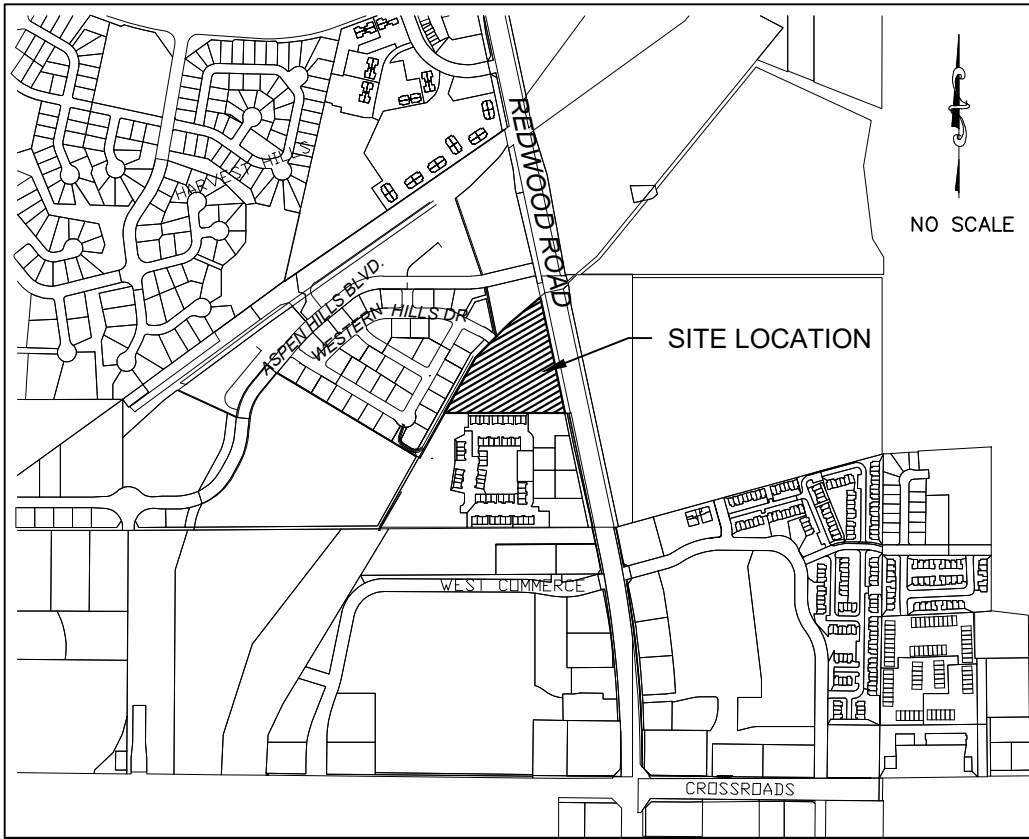 REDWOOD ROAD
HARVEST HILLS
NO SCALE
ASPEN HILLS BLVD.
WESTERN HILLS DR
SITE LOCATION
WEST COMMERCE
CROSSROADS